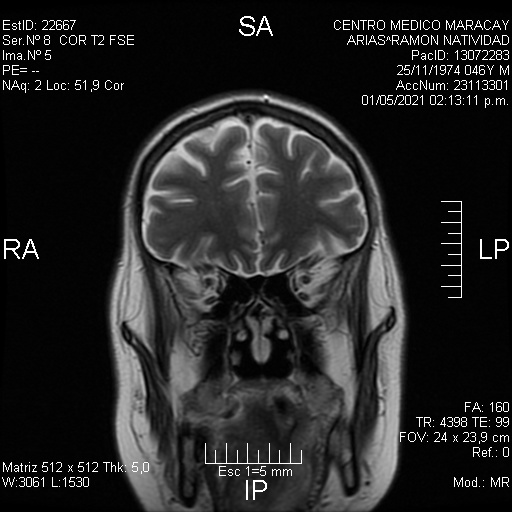 EstID: 22667
Ser.Nº 8 COR T2 FSE
Ima.Nº 5
PE= --
NAq: 2 Loc: 51,9 Cor
SA
CENTRO MEDICO MARACAY
ARIAS^RAMON NATIVIDAD
PacID: 13072283
25/11/1974 046Y M
AccNum: 23113301
01/05/2021 02:13:11 p.m.
RA
LP
FA: 160
TR: 4398 TE: 99
FOV: 24 x 23,9 cm
Ref.: 0
Matriz 512 x 512 Thk: 5,0
W:3061 L:1530
Esc 1=5 mm
IP
Mod.: MR